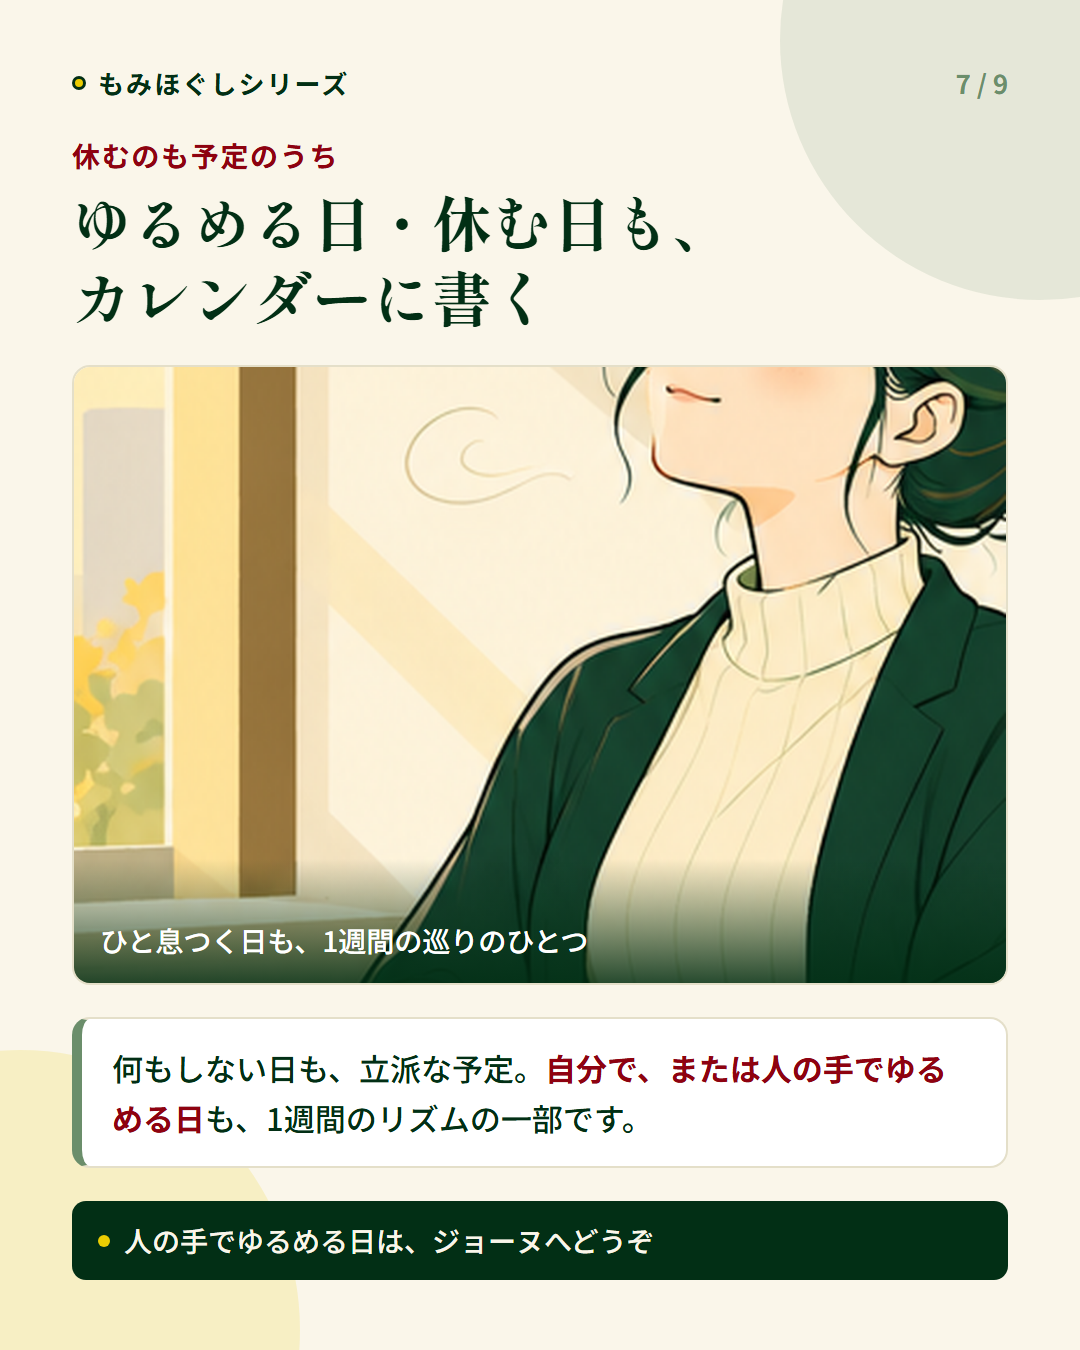 もみほぐしシリーズ
7 / 9
休むのも予定のうち
ゆるめる日・休む日も、
カレンダーに書く
ひと息つく日も、1週間の巡りのひとつ
何もしない日も、立派な予定。自分で、または人の手でゆる
める日も、1週間のリズムの一部です。
人の手でゆるめる日は、ジョーヌへどうぞ